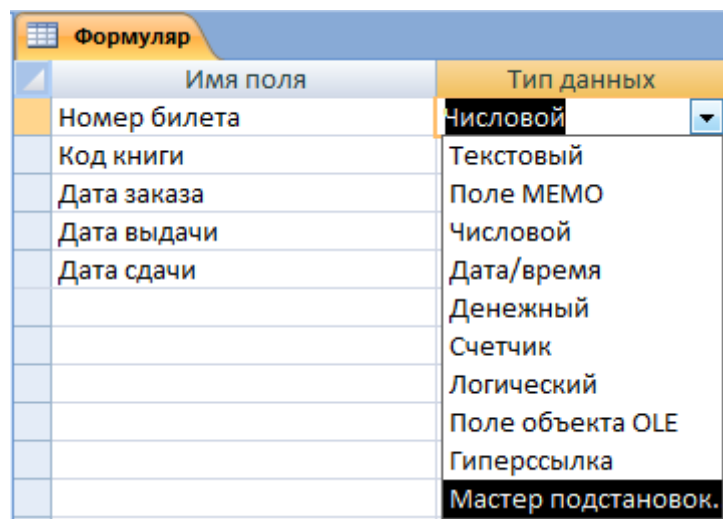 Формуляр
Имя поля Тип данных
Номер билета Числовой
Код книги Текстовый
Дата заказа Поле МЕМО
Дата выдачи Числовой
Дата сдачи Дата/время
Денежный
Счетчик
Логический
Поле объекта OLE
Гиперссылка
Мастер подстановок.